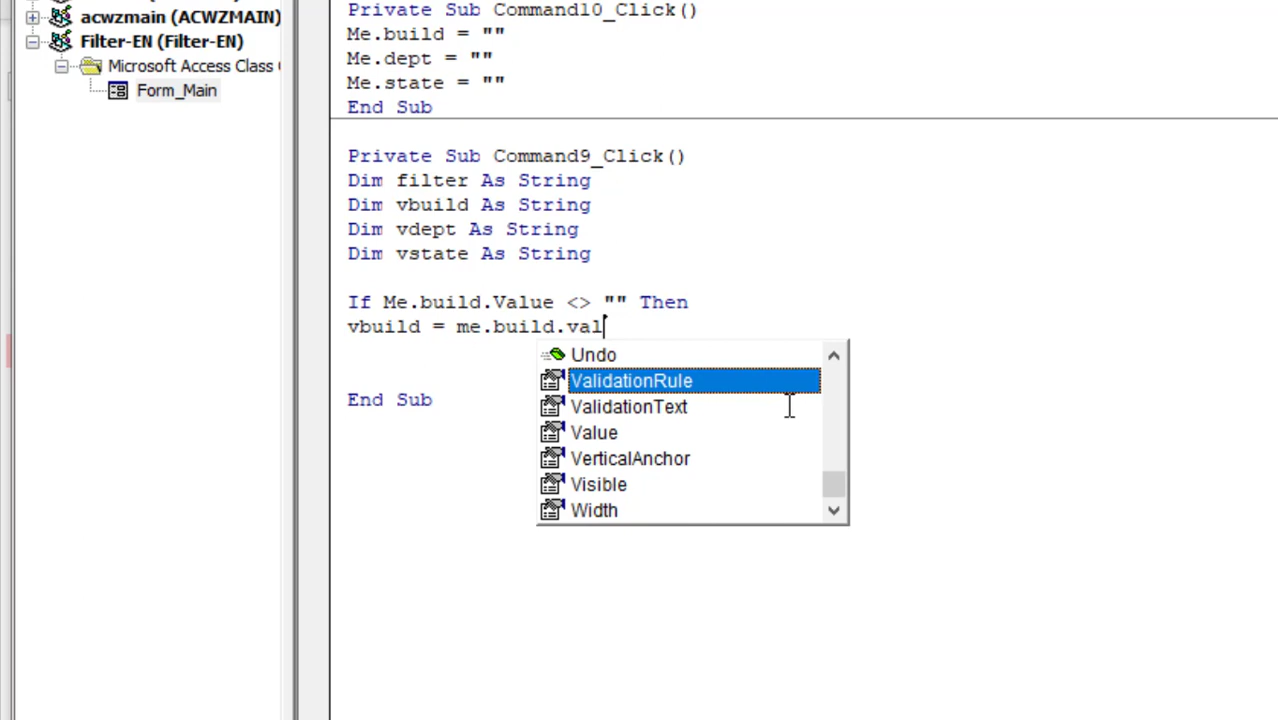 acwzmain (ACWZMAIN)
Filter-EN (Filter-EN)
Microsoft Access Class
Form_Main
Private Sub Command10_Click()
Me.build = ""
Me.dept = ""
Me.state = ""
End Sub
Private Sub Command9_Click()
Dim filter As String
Dim vbuild As String
Dim vdept As String
Dim vstate As String
If Me.build.Value <> "" Then
vbuild = me.build.val
Undo
ValidationRule
ValidationText
Value
VerticalAnchor
Visible
Width
End Sub